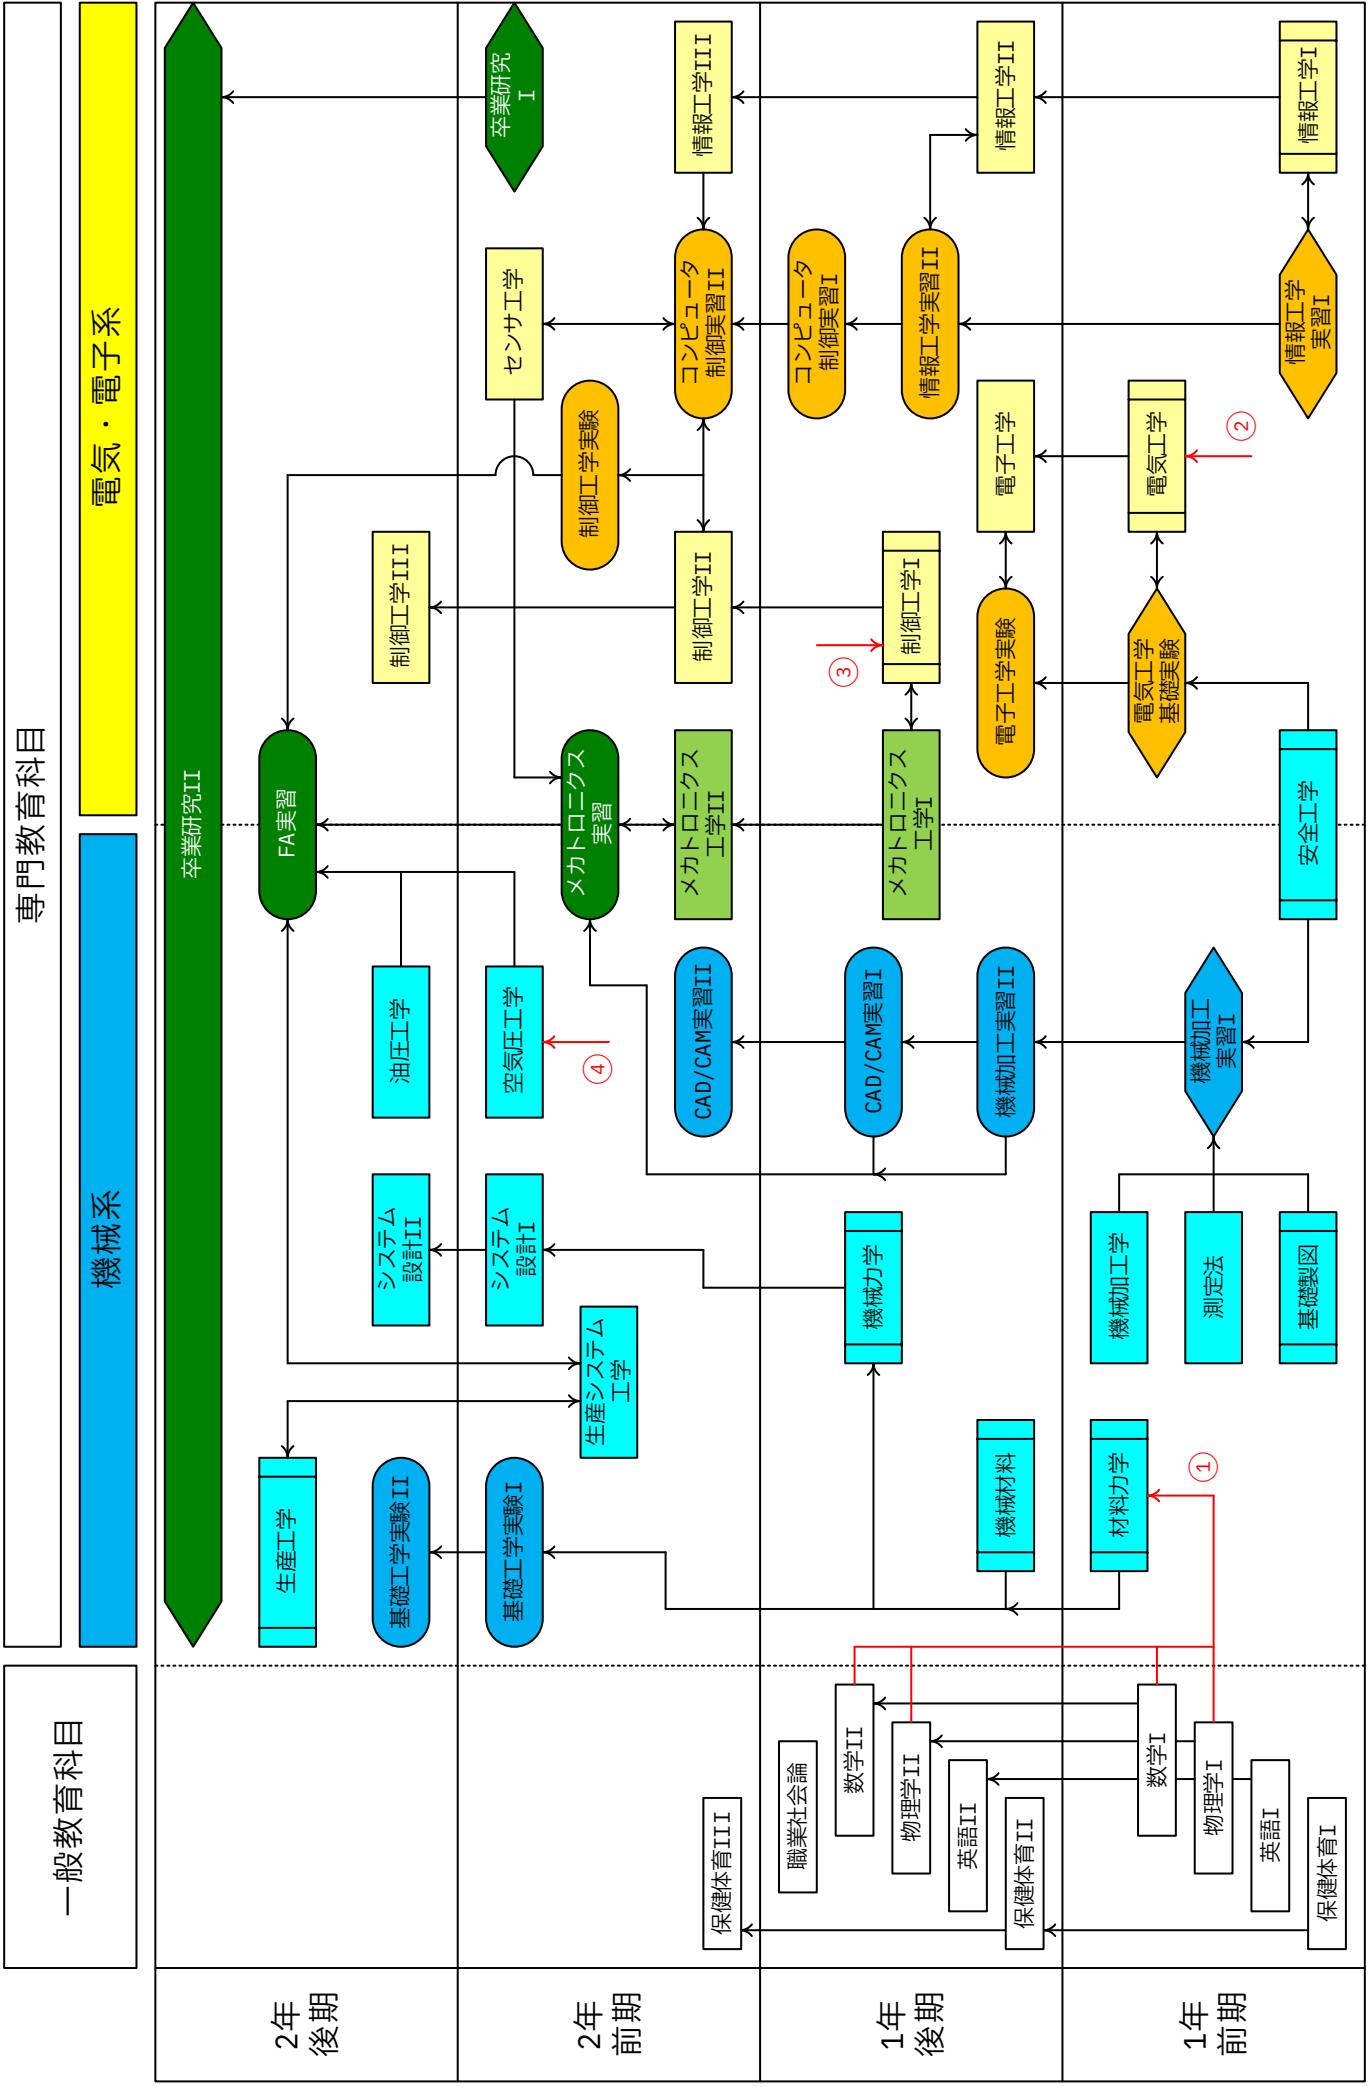 一般教育科目
専門教育科目
機械系
電気・電子系
2年
後期
卒業研究II
生産工学
FA実習
基礎工学実験II
システム
設計II
油圧工学
制御工学III
2年
前期
基礎工学実験I
システム
設計I
空気圧工学
センサ工学
卒業研究
I
④
生産システム
工学
メカトロニクス
実習
制御工学実験
保健体育III
CAD/CAM実習II
メカトロニクス
工学II
制御工学II
コンピュータ
制御実習II
情報工学III
1年
後期
職業社会論
コンピュータ
制御実習I
③
数学II
機械力学
CAD/CAM実習I
物理学II
メカトロニクス
工学I
制御工学I
情報工学実習II
英語II
保健体育II
機械材料
機械加工実習II
電子工学実験
電子工学
情報工学II
1年
前期
数学I
材料力学
機械加工学
電気工学
基礎実験
電気工学
①
②
物理学I
測定法
機械加工
実習I
英語I
保健体育I
基礎製図
安全工学
情報工学
実習I
情報工学I